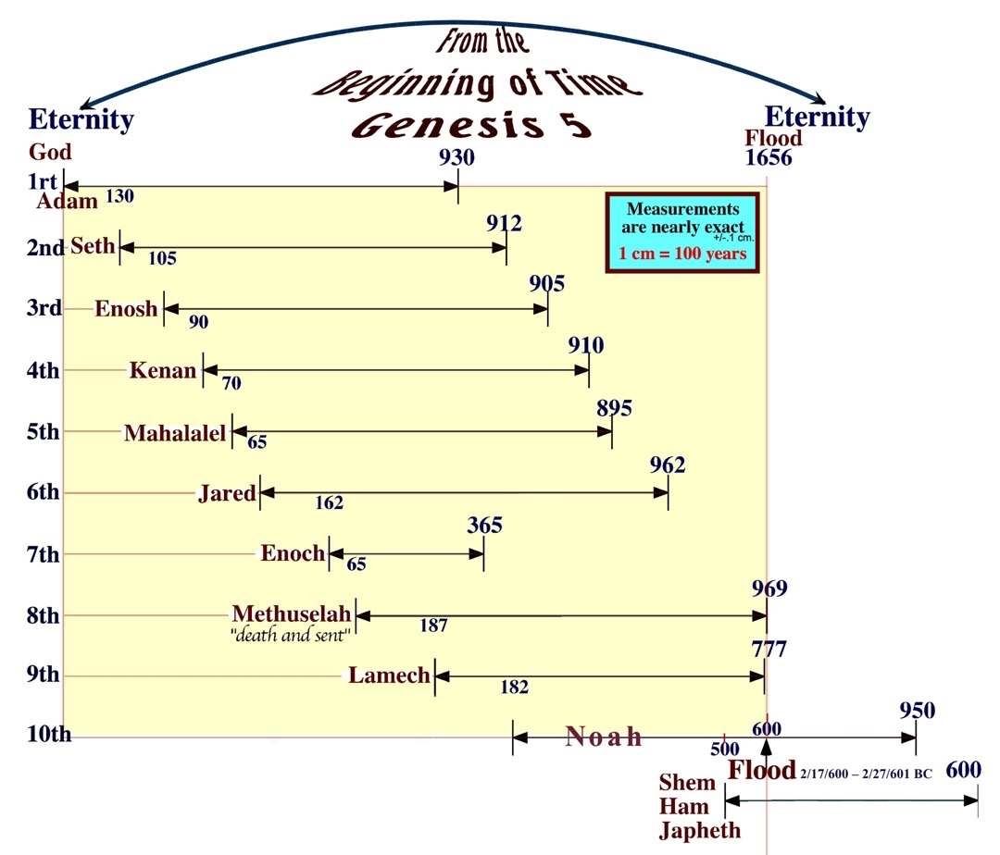 From the
Beginning of Time
Genesis 5
Eternity
Eternity
God
Flood
930
1656
1rt
Adam
130
Measurements
are nearly exact
+/-.1 cm.
1 cm = 100 years
912
2nd Seth
105
905
3rd Enosh
90
910
4th Kenan
70
895
5th Mahalalel
65
962
6th Jared
162
365
7th Enoch
65
969
8th Methuselah
187
"death and sent"
777
9th Lamech
182
950
10th Noah
600
500
Flood 2/17/600 – 2/27/601 BC 600
Shem
Ham
Japheth